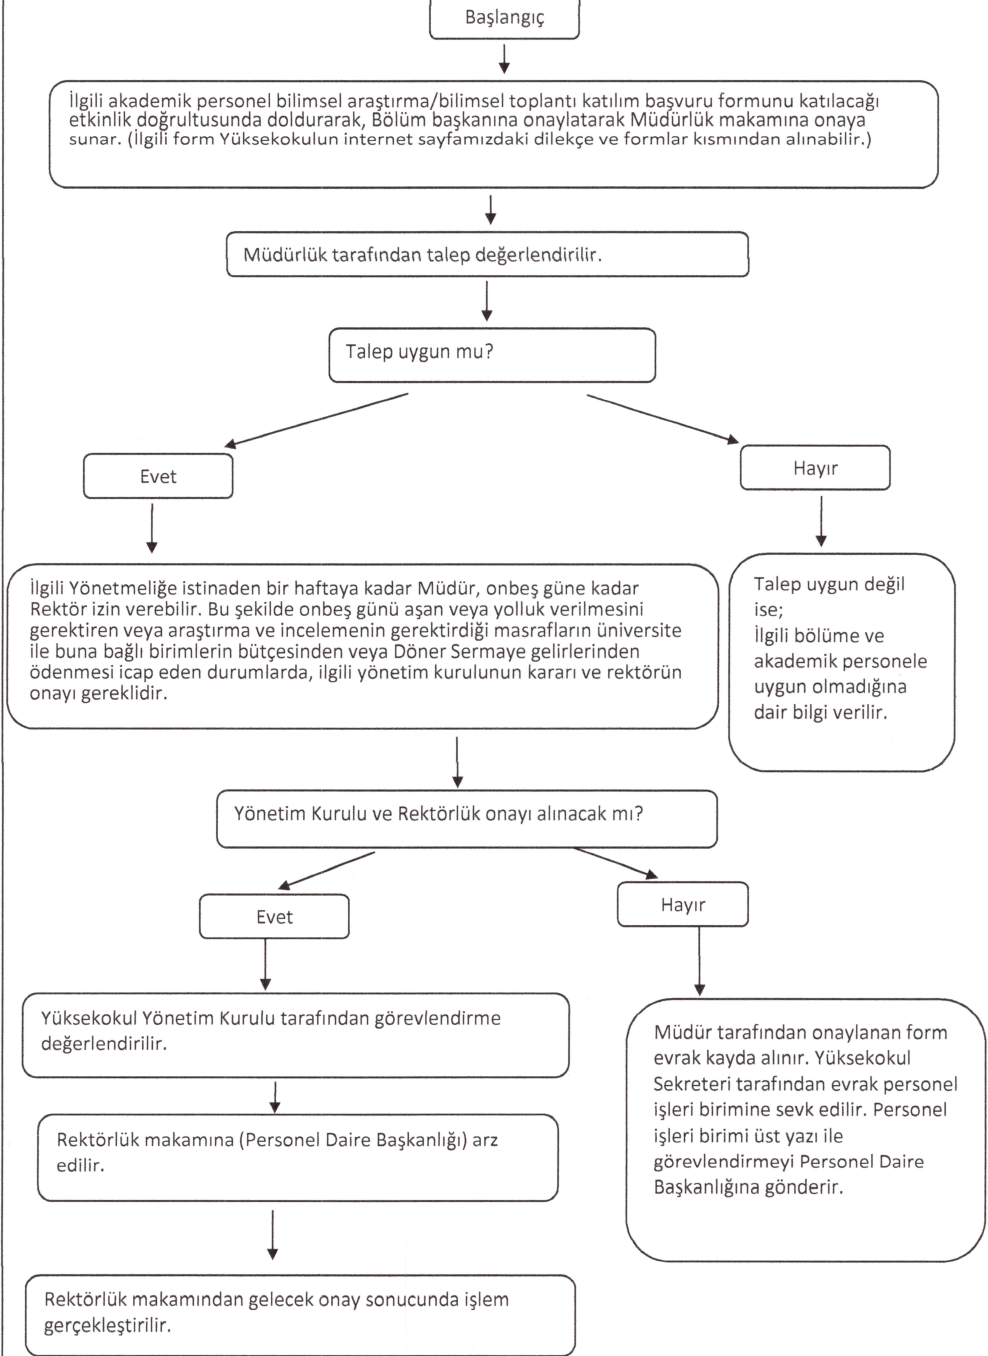 Başlangıç
İlgili akademik personel bilimsel araştırma/bilimsel toplantı katılım başvuru formunu katılacağı
etkinlik doğrultusunda doldurarak, Bölüm başkanına onaylatarak Müdürlük makamına onaya
sunar. (İlgili form Yüksekokulun internet sayfamızdaki dilekçe ve formlar kısmından alınabilir.)
Müdürlük tarafından talep değerlendirilir.
Talep uygun mu?
Evet
Hayır
İlgili Yönetmeliğe istinaden bir haftaya kadar Müdür, onbeş güne kadar
Rektör izin verebilir. Bu şekilde onbeş günü aşan veya yolluk verilmesini
gerektiren veya araştırma ve incelemenin gerektirdiği masrafların üniversite
ile buna bağlı birimlerin bütçesinden veya Döner Sermaye gelirlerinden
ödenmesi icap eden durumlarda, ilgili yönetim kurulunun kararı ve rektörün
onayı gereklidir.
Talep uygun değil
ise;
İlgili bölüme ve
akademik personele
uygun olmadığına
dair bilgi verilir.
Yönetim Kurulu ve Rektörlük onayı alınacak mı?
Evet
Hayır
Yüksekokul Yönetim Kurulu tarafından görevlendirme
değerlendirilir.
Rektörlük makamına (Personel Daire Başkanlığı) arz
edilir.
Rektörlük makamından gelecek onay sonucunda işlem
gerçekleştirilir.
Müdür tarafından onaylanan form
evrak kayda alınır. Yüksekokul
Sekreteri tarafından evrak personel
işleri birimine sevk edilir. Personel
işleri birimi üst yazı ile
görevlendirmeyi Personel Daire
Başkanlığına gönderir.